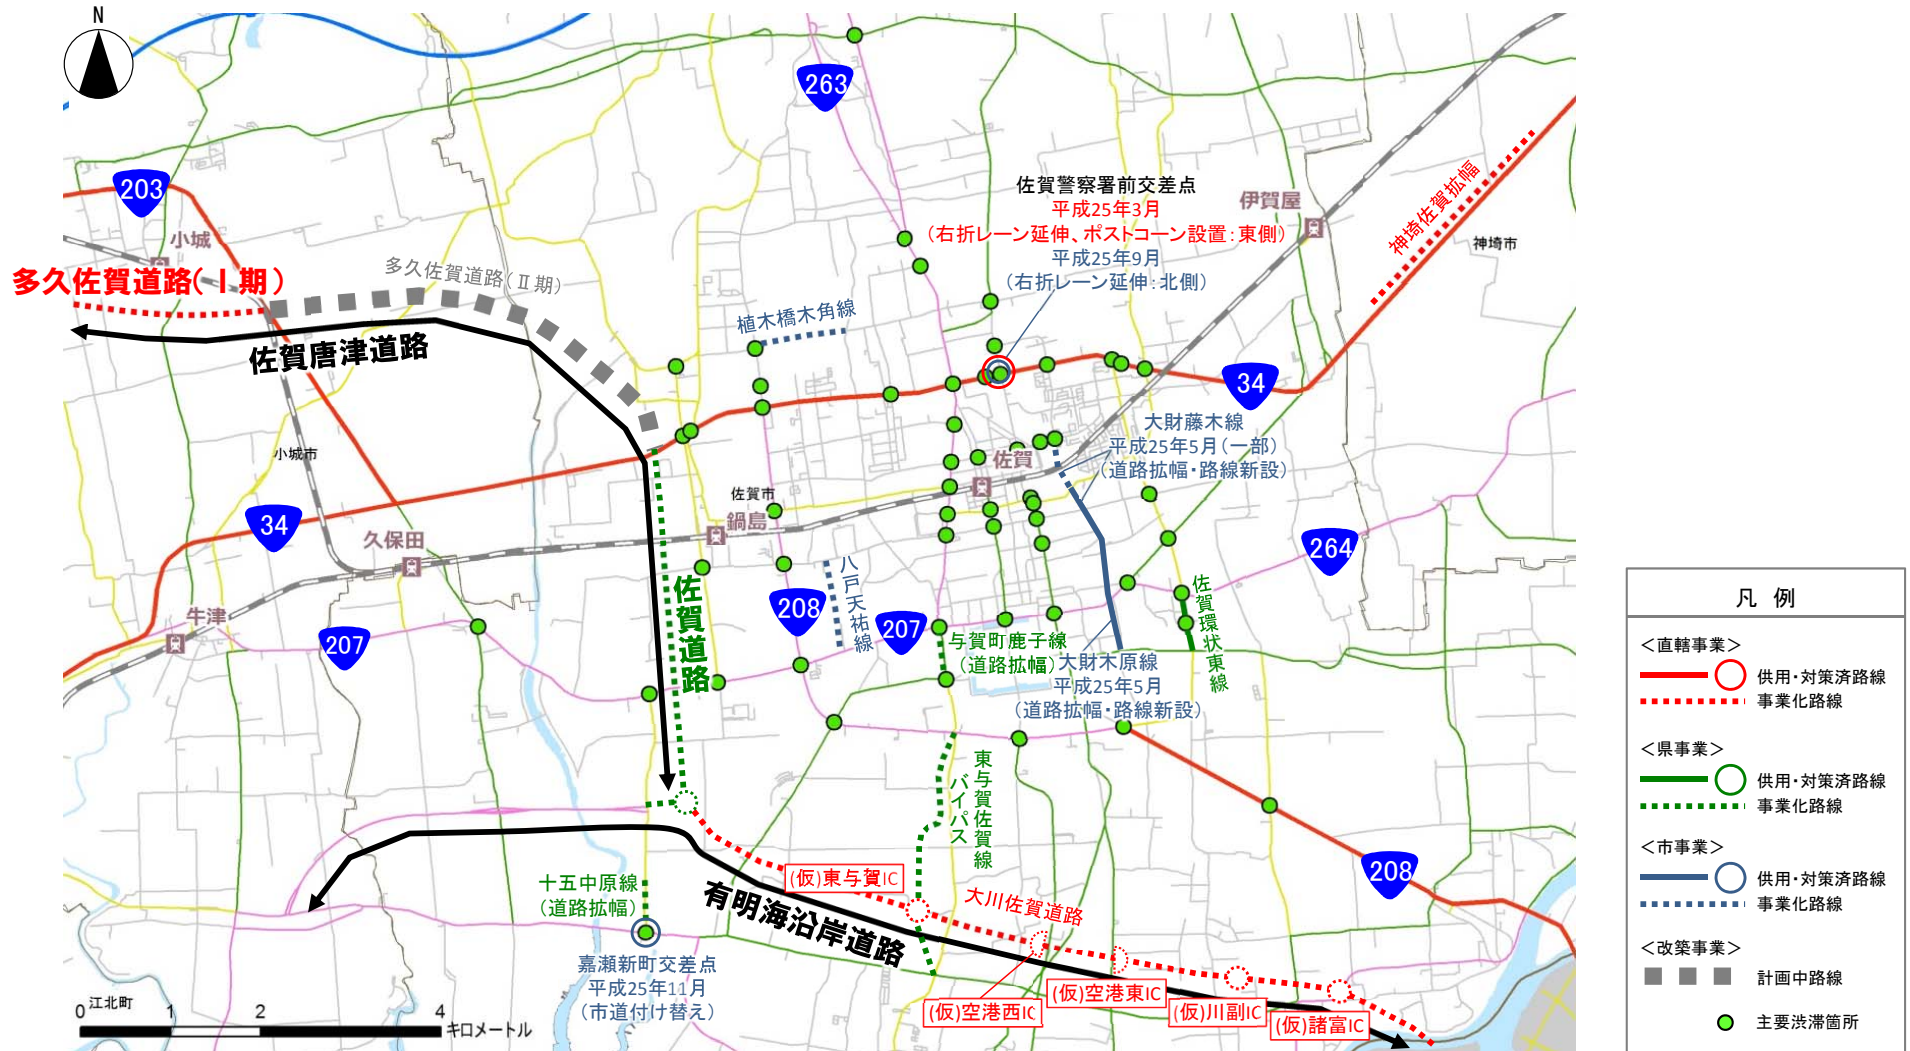 N
263
203
小城
多久佐賀道路(Ⅰ期)
多久佐賀道路(Ⅱ期)
佐賀唐津道路
植木橋木角線
佐賀警察署前交差点
平成25年3月
(右折レーン延伸、ポストコーン設置:東側)
平成25年9月
(右折レーン延伸:北側)
伊賀屋
神埼佐賀拡幅
神埼市
34
大財藤木線
平成25年5月(一部)
(道路拡幅・路線新設)
佐賀
小城市
佐賀市
鍋島
34
久保田
264
牛津
207
佐賀道路
208
八戸天祐線
207
与賀町鹿子線
(道路拡幅)
大財木原線
平成25年5月
(道路拡幅・路線新設)
佐賀環状東線
東与賀佐賀線
バイパス
208
(仮)東与賀IC
大川佐賀道路
有明海沿岸道路
十五中原線
(道路拡幅)
嘉瀬新町交差点
平成25年11月
(市道付け替え)
(仮)空港西IC
(仮)空港東IC
(仮)川副IC
(仮)諸富IC
江北町
0 1 2 4 キロメートル
凡 例
<直轄事業>
供用・対策済路線
事業化路線
<県事業>
供用・対策済路線
事業化路線
<市事業>
供用・対策済路線
事業化路線
<改築事業>
計画中路線
主要渋滞箇所